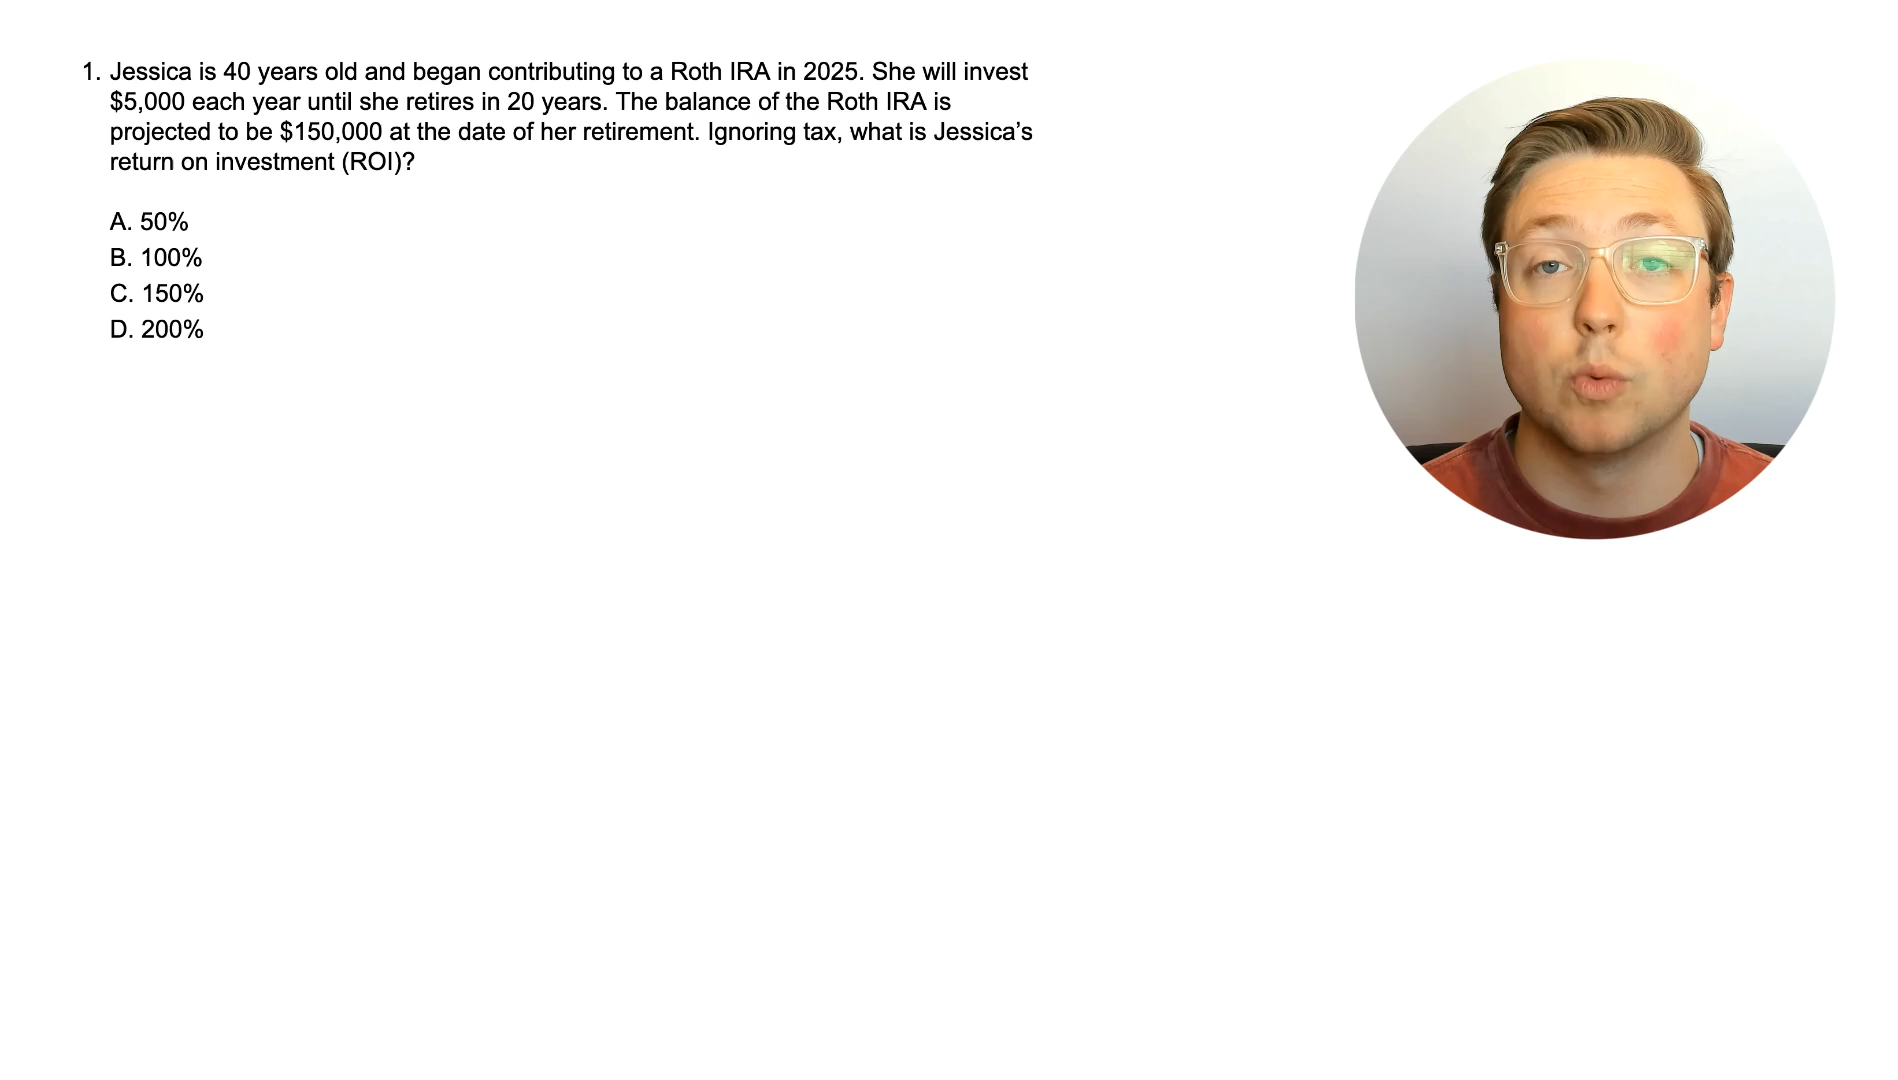 1. Jessica is 40 years old and began contributing to a Roth IRA in 2025. She will invest
$5,000 each year until she retires in 20 years. The balance of the Roth IRA is
projected to be $150,000 at the date of her retirement. Ignoring tax, what is Jessica’s
return on investment (ROI)?
A. 50%
B. 100%
C. 150%
D. 200%